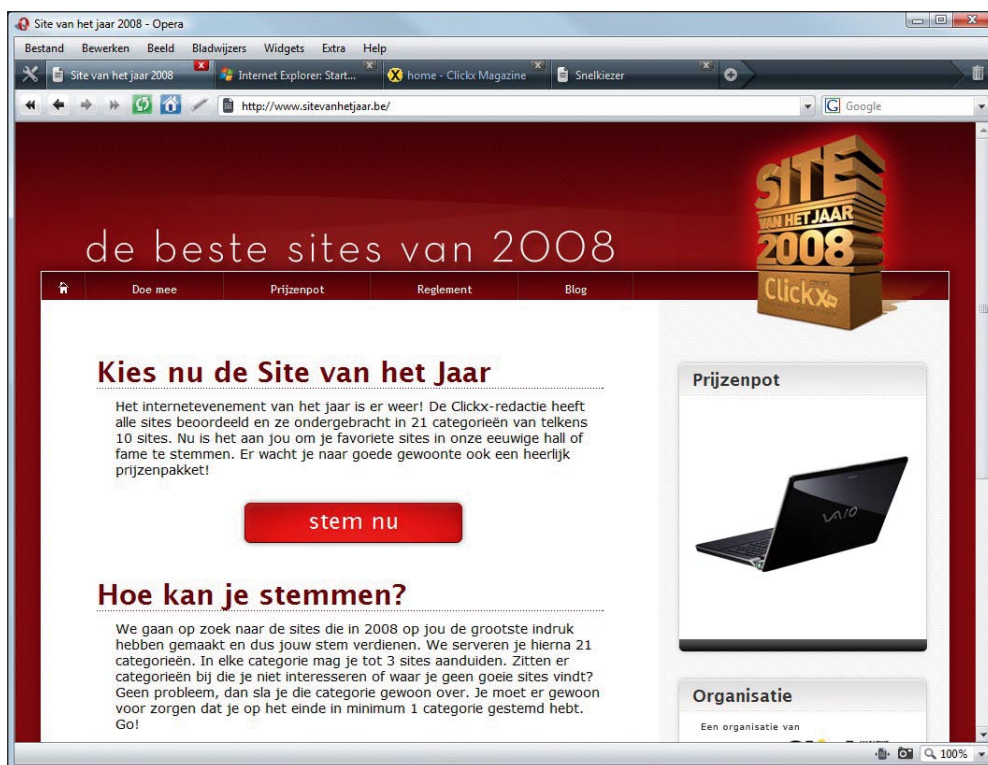 Site van het jaar 2008 - Opera
Bestand Bewerken Beeld Bladwijzers Widgets Extra Help
Site van het jaar 2008 Internet Explorer: Start... home - Clickx Magazine Snelkiezer
http://www.sitevanhetjaar.be/ Google
SITE
VAN HET JAAR
2008
Clickx
de beste sites van 2008
Doe mee Prijzenpot Reglement Blog
Kies nu de Site van het Jaar
Het internetevenement van het jaar is er weer! De Clickx-redactie heeft
alle sites beoordeeld en ze ondergebracht in 21 categorieën van telkens
10 sites. Nu is het aan jou om je favoriete sites in onze eeuwige hall of
fame te stemmen. Er wacht je naar goede gewoonte ook een heerlijk
prijzenpakket!
stem nu
Hoe kan je stemmen?
We gaan op zoek naar de sites die in 2008 op jou de grootste indruk
hebben gemaakt en dus jouw stem verdienen. We serveren je hierna 21
categorieën. In elke categorie mag je tot 3 sites aanduiden. Zitten er
categorieën bij die je niet interesseren of waar je geen goeie sites vindt?
Geen probleem, dan sla je die categorie gewoon over. Je moet er gewoon
voor zorgen dat je op het einde in minimum 1 categorie gestemd hebt.
Go!
Prijzenpot
VAIO
Organisatie
Een organisatie van
100%